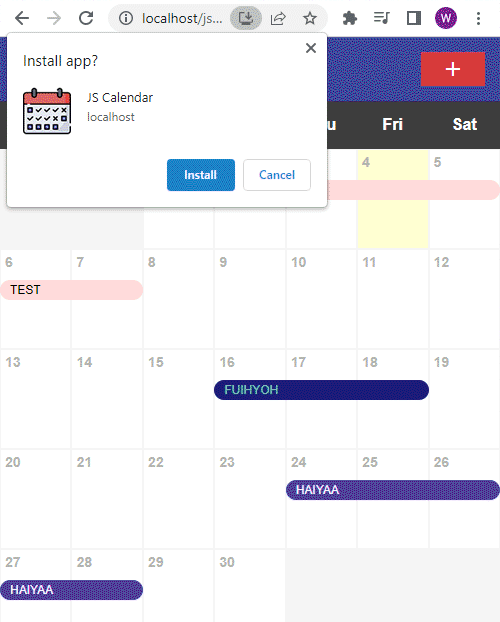 localhost/js...
W
Install app?
JS Calendar
localhost
Install
Cancel
+
u Fri Sat
4 5
6 7 8 9 10 11 12
TEST
13 14 15 16 17 18 19
FUIHYOH
20 21 22 23 24 25 26
HAIYAA
27 28 29 30
HAIYAA